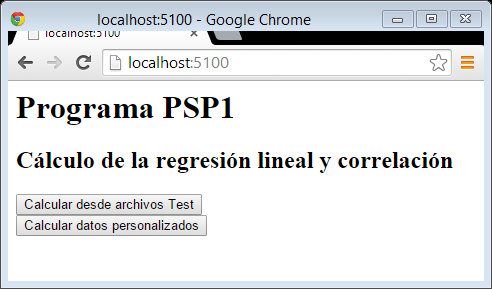 localhost:5100 - Google Chrome
localhost:5100
localhost:5100
Programa PSP1
Cálculo de la regresión lineal y correlación
Calcular desde archivos Test
Calcular datos personalizados